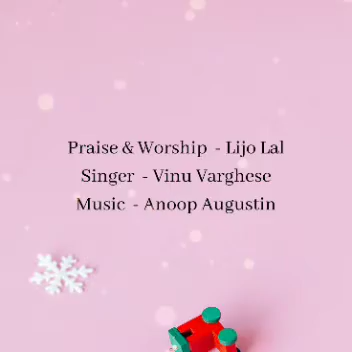 Praise & Worship - Lijo Lal
Singer - Vinu Varghese
Music - Anoop Augustin